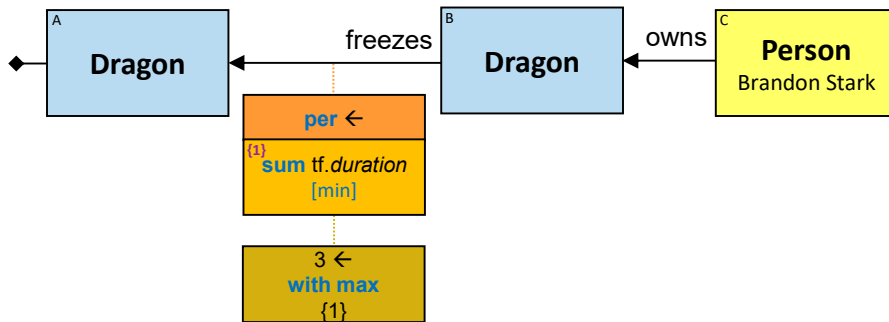 A
Dragon
freezes
B
Dragon
owns
C
Person
Brandon Stark
per ←
{1}
sum tf.duration
[min]
3 ←
with max
{1}